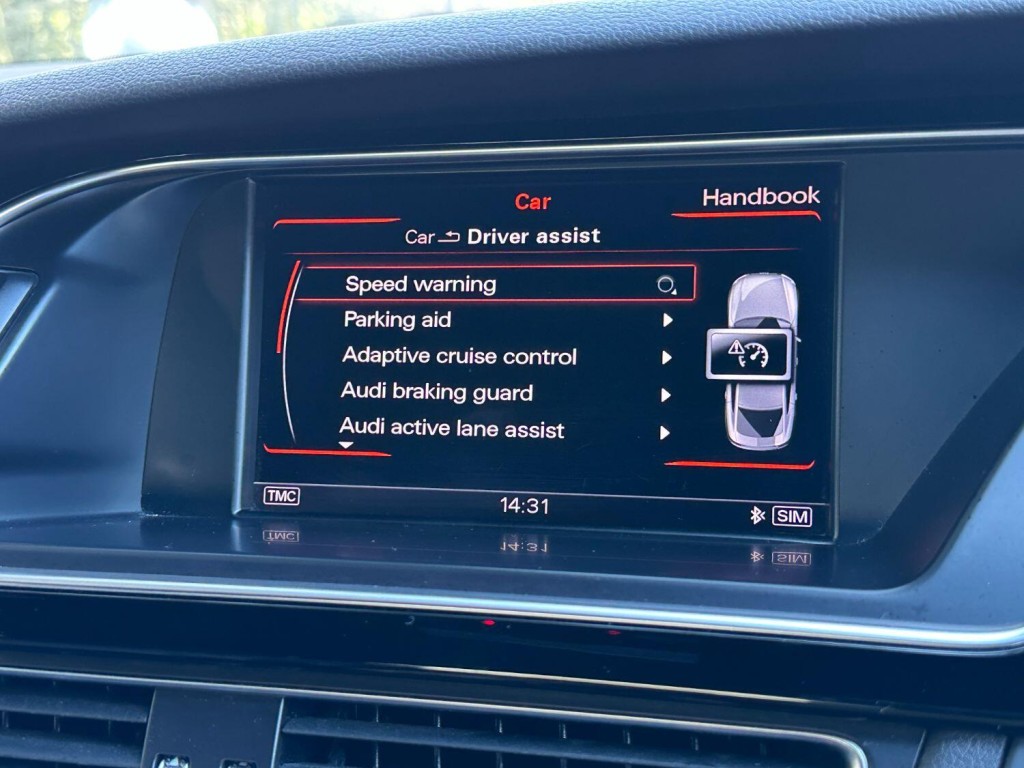 Car
Handbook
Car Driver assist
Speed warning
Parking aid
Adaptive cruise control
Audi braking guard
Audi active lane assist
TMC
14:31
SIM